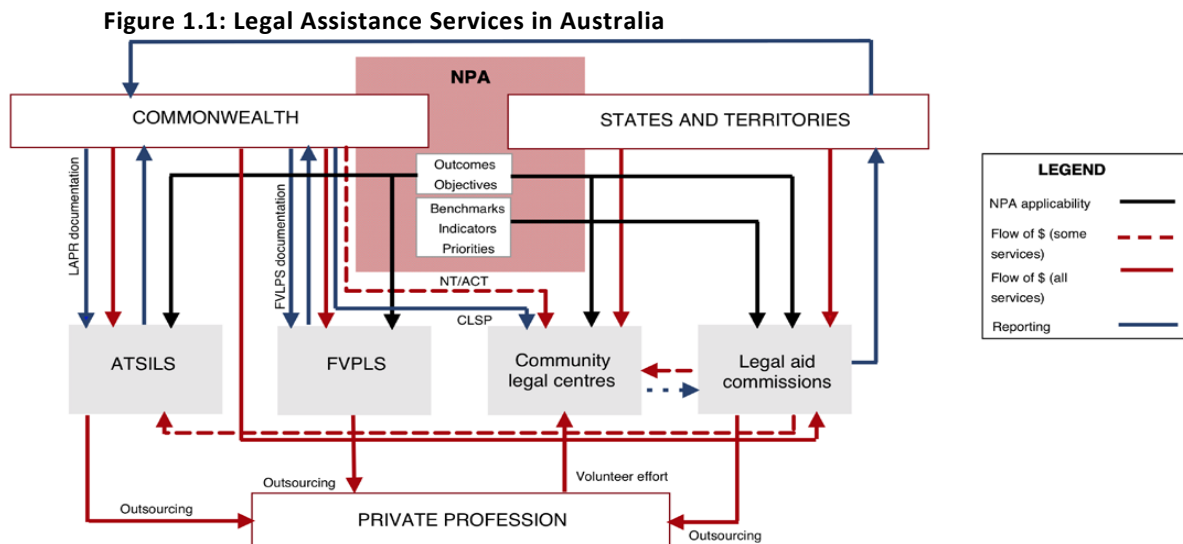 Figure 1.1: Legal Assistance Services in Australia
NPA
COMMONWEALTH
STATES AND TERRITORIES
Outcomes
Objectives
Benchmarks
Indicators
Priorities
LAPR documentation
FVLPS documentation
NT/ACT
CLSP
ATSILS
FVPLS
Community
legal centres
Legal aid
commissions
Outsourcing
Outsourcing
Volunteer effort
Outsourcing
PRIVATE PROFESSION
LEGEND
NPA applicability
Flow of $ (some
services)
Flow of $ (all
services)
Reporting